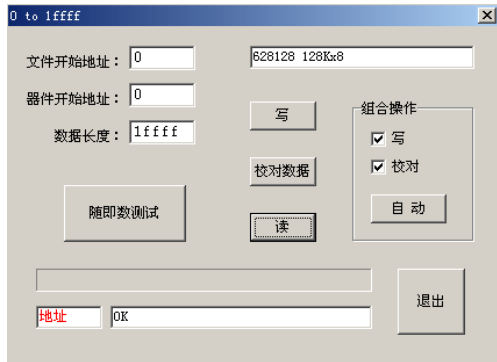 0 to 1ffff
文件开始地址： 0
628128 128Kx8
器件开始地址： 0
写
组合操作
数据长度： 1ffff
写
校对数据
校对
随即数测试
自 动
读
退出
地址 OK